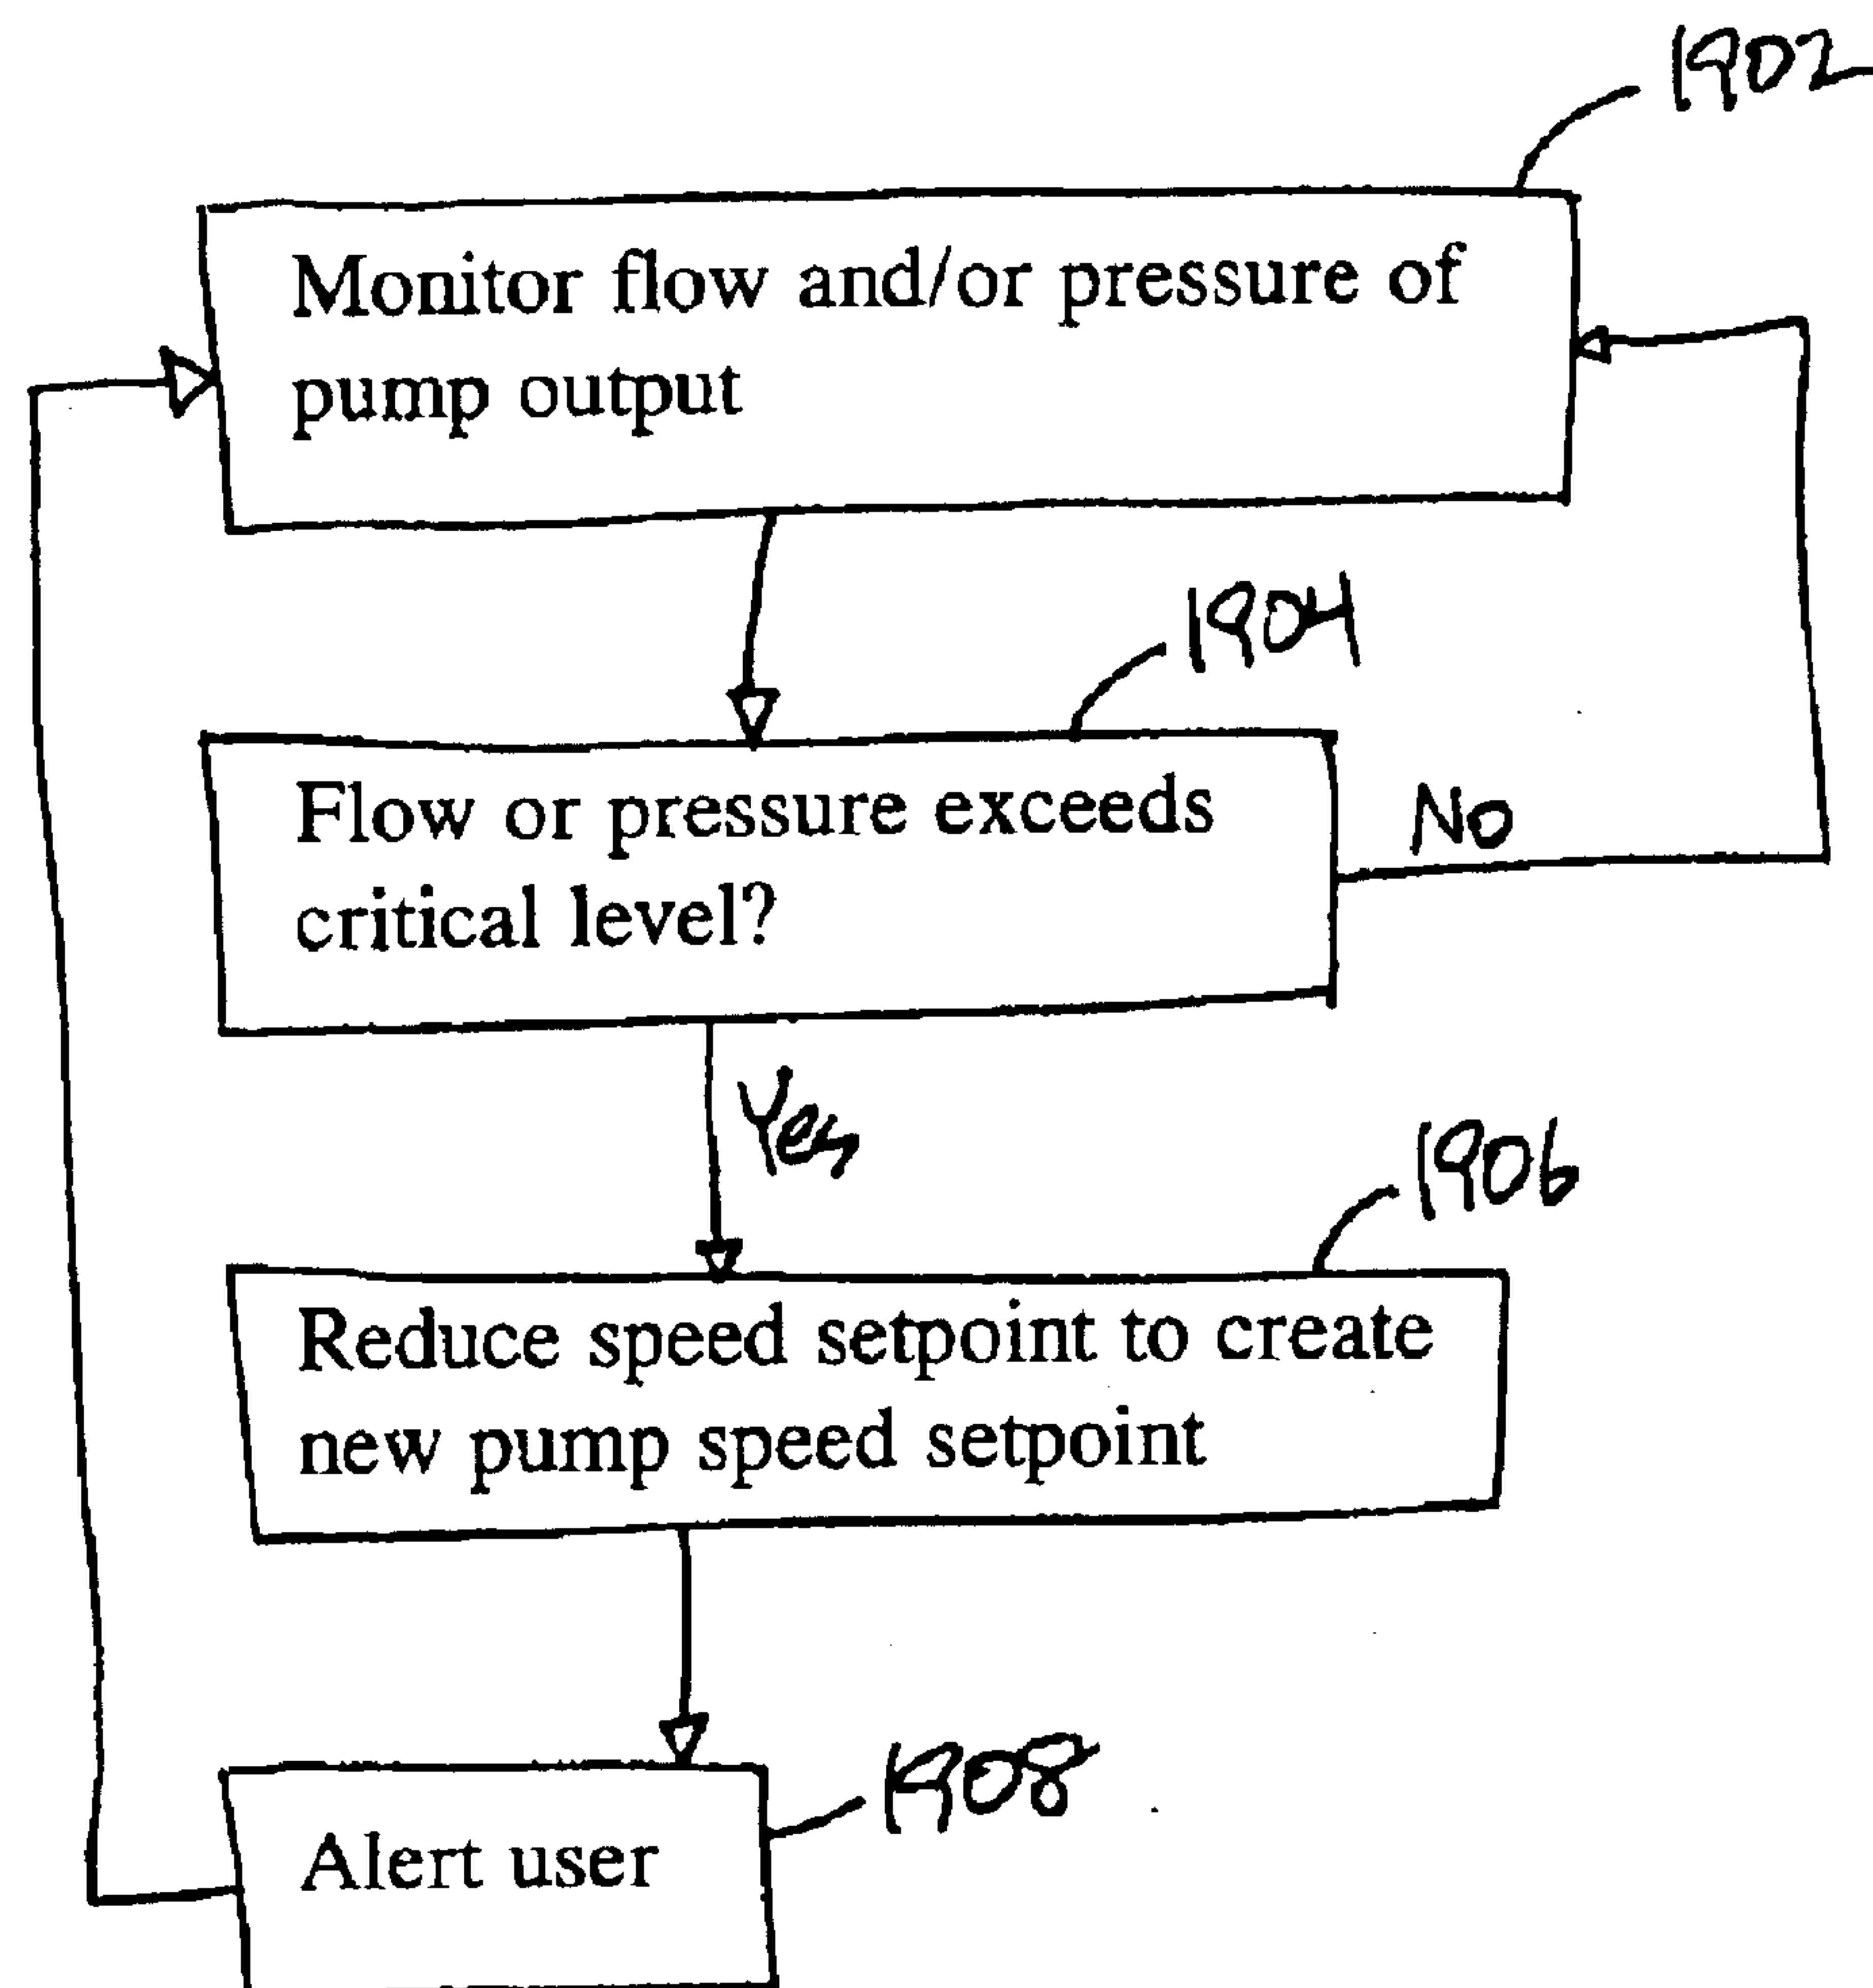 1902
Monitor flow and/or pressure of
pump output
1904
Flow or pressure exceeds
critical level?
No
Yes
1906
Reduce speed setpoint to create
new pump speed setpoint
1908
Alert user